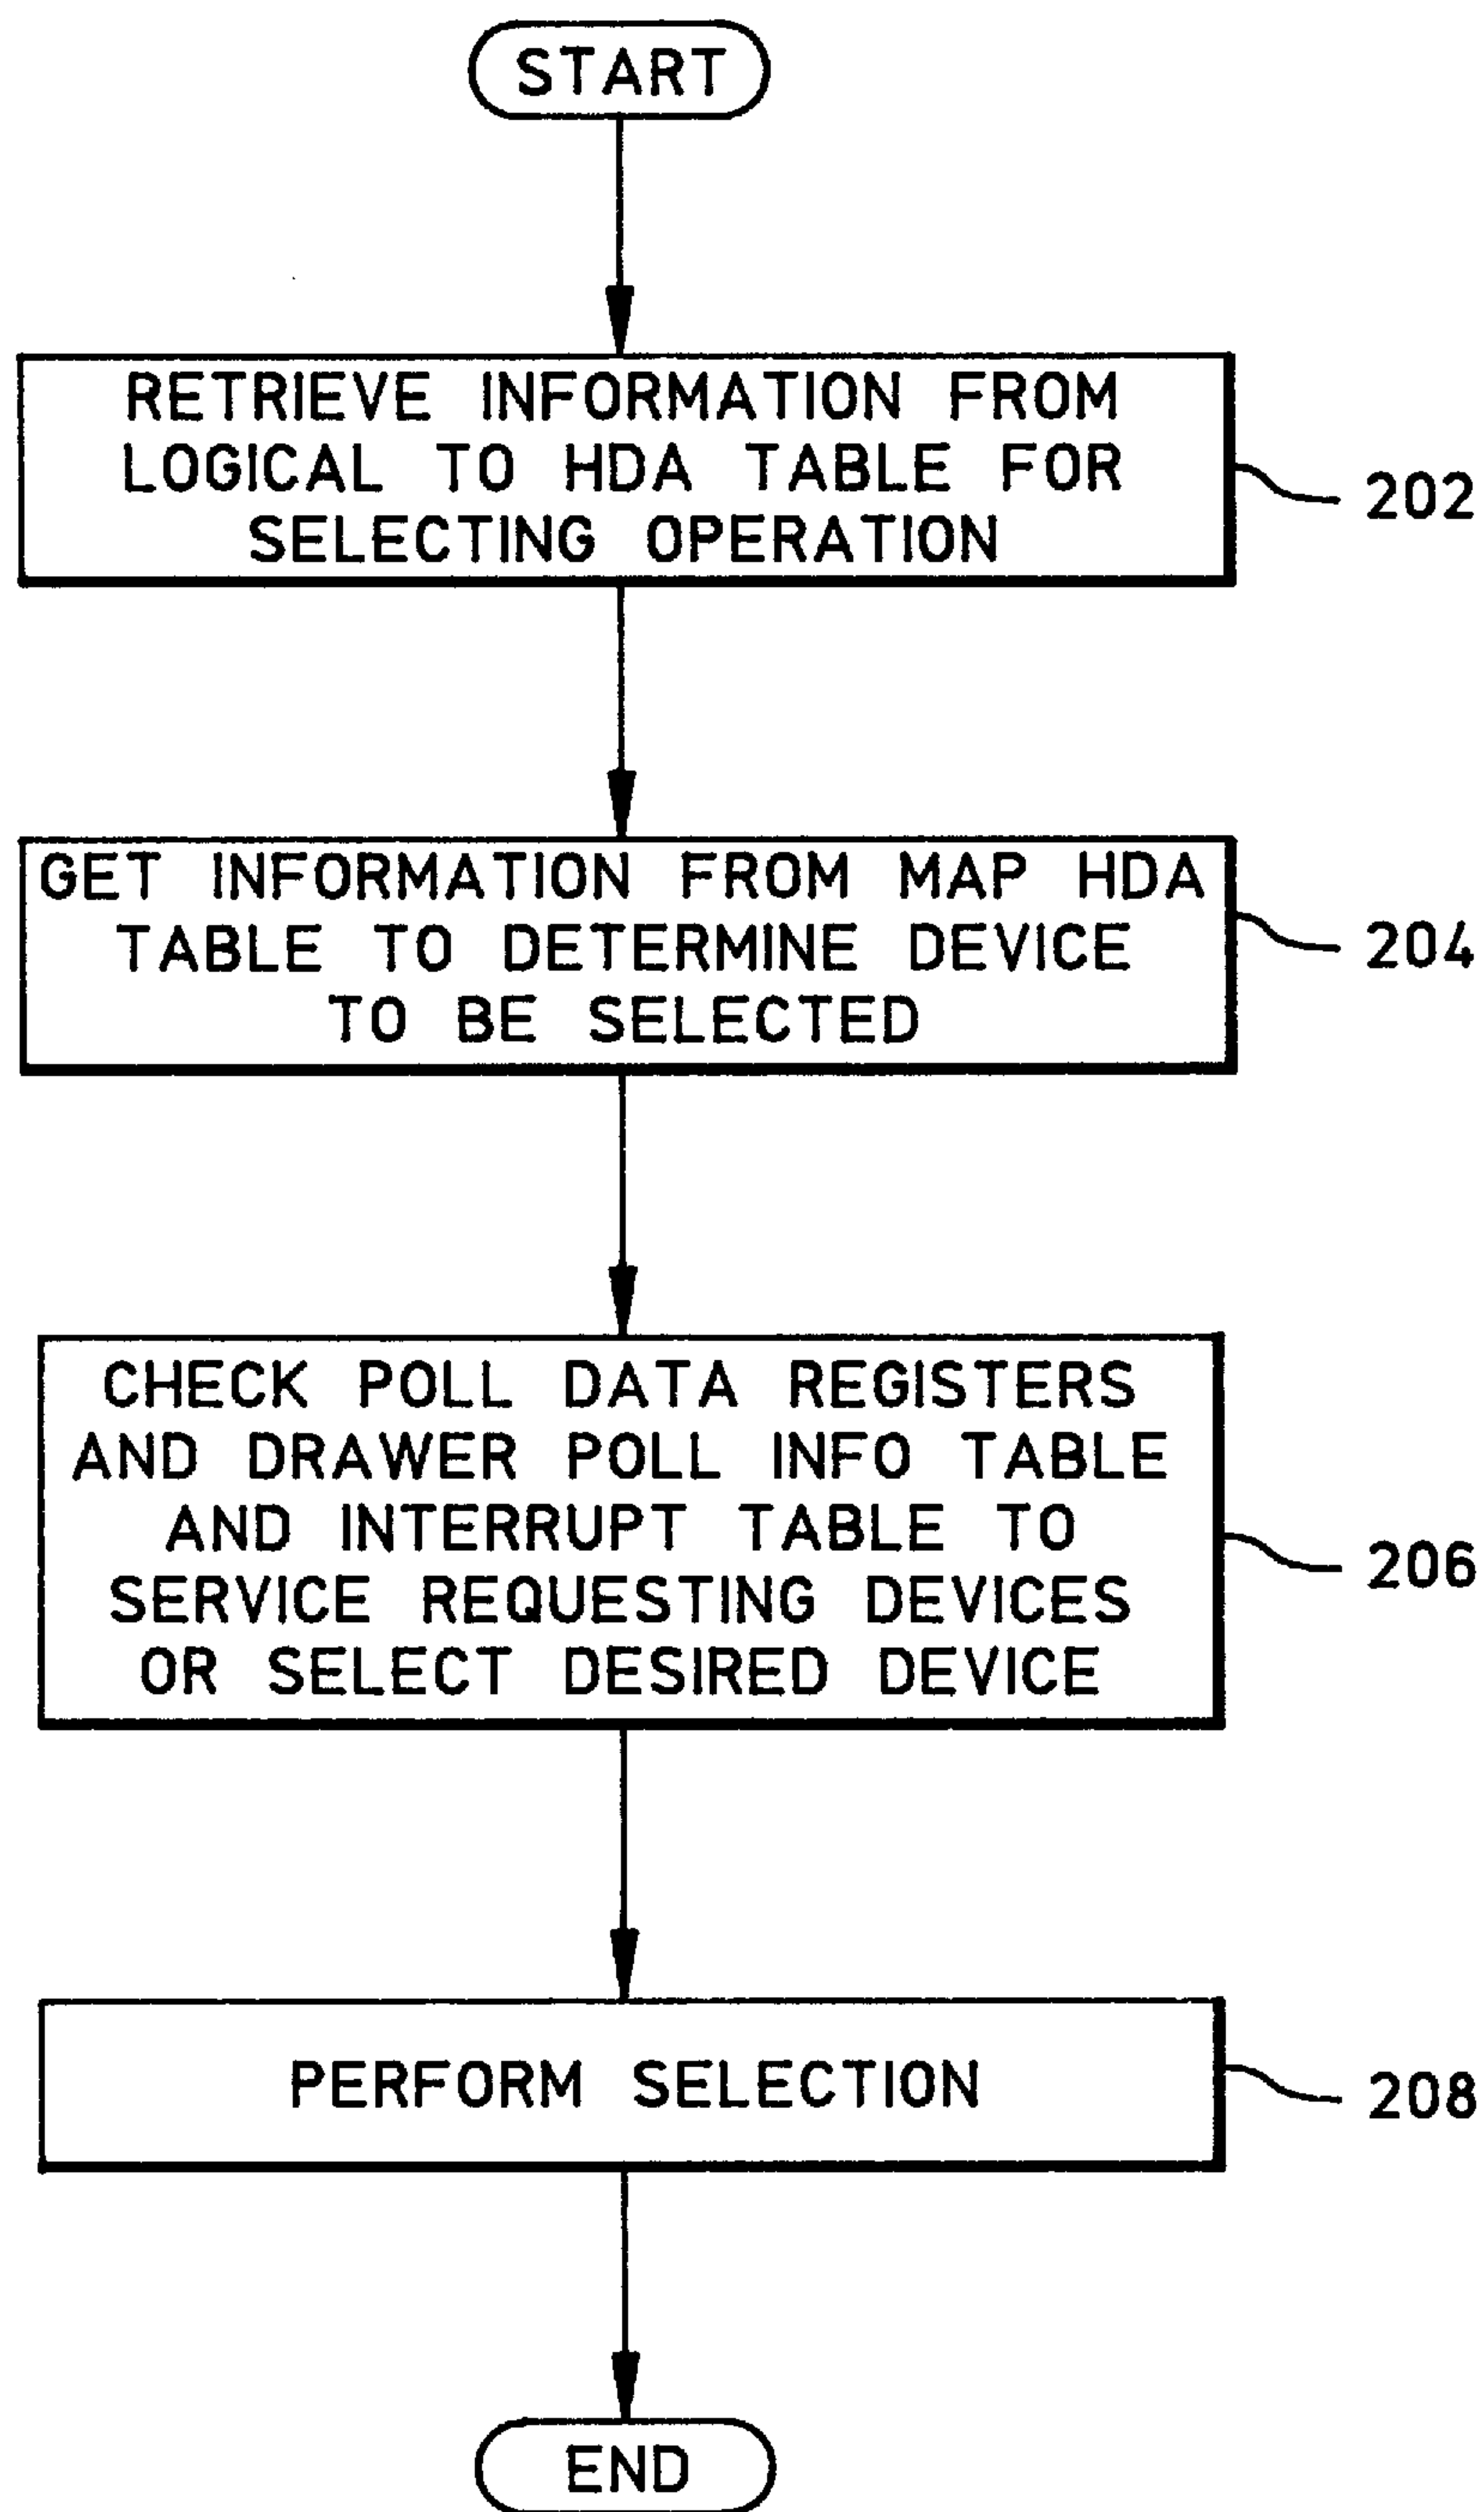 START
RETRIEVE INFORMATION FROM
LOGICAL TO HDA TABLE FOR
SELECTING OPERATION
202
GET INFORMATION FROM MAP HDA
TABLE TO DETERMINE DEVICE
TO BE SELECTED
204
CHECK POLL DATA REGISTERS
AND DRAWER POLL INFO TABLE
AND INTERRUPT TABLE TO
SERVICE REQUESTING DEVICES
OR SELECT DESIRED DEVICE
206
PERFORM SELECTION
208
END